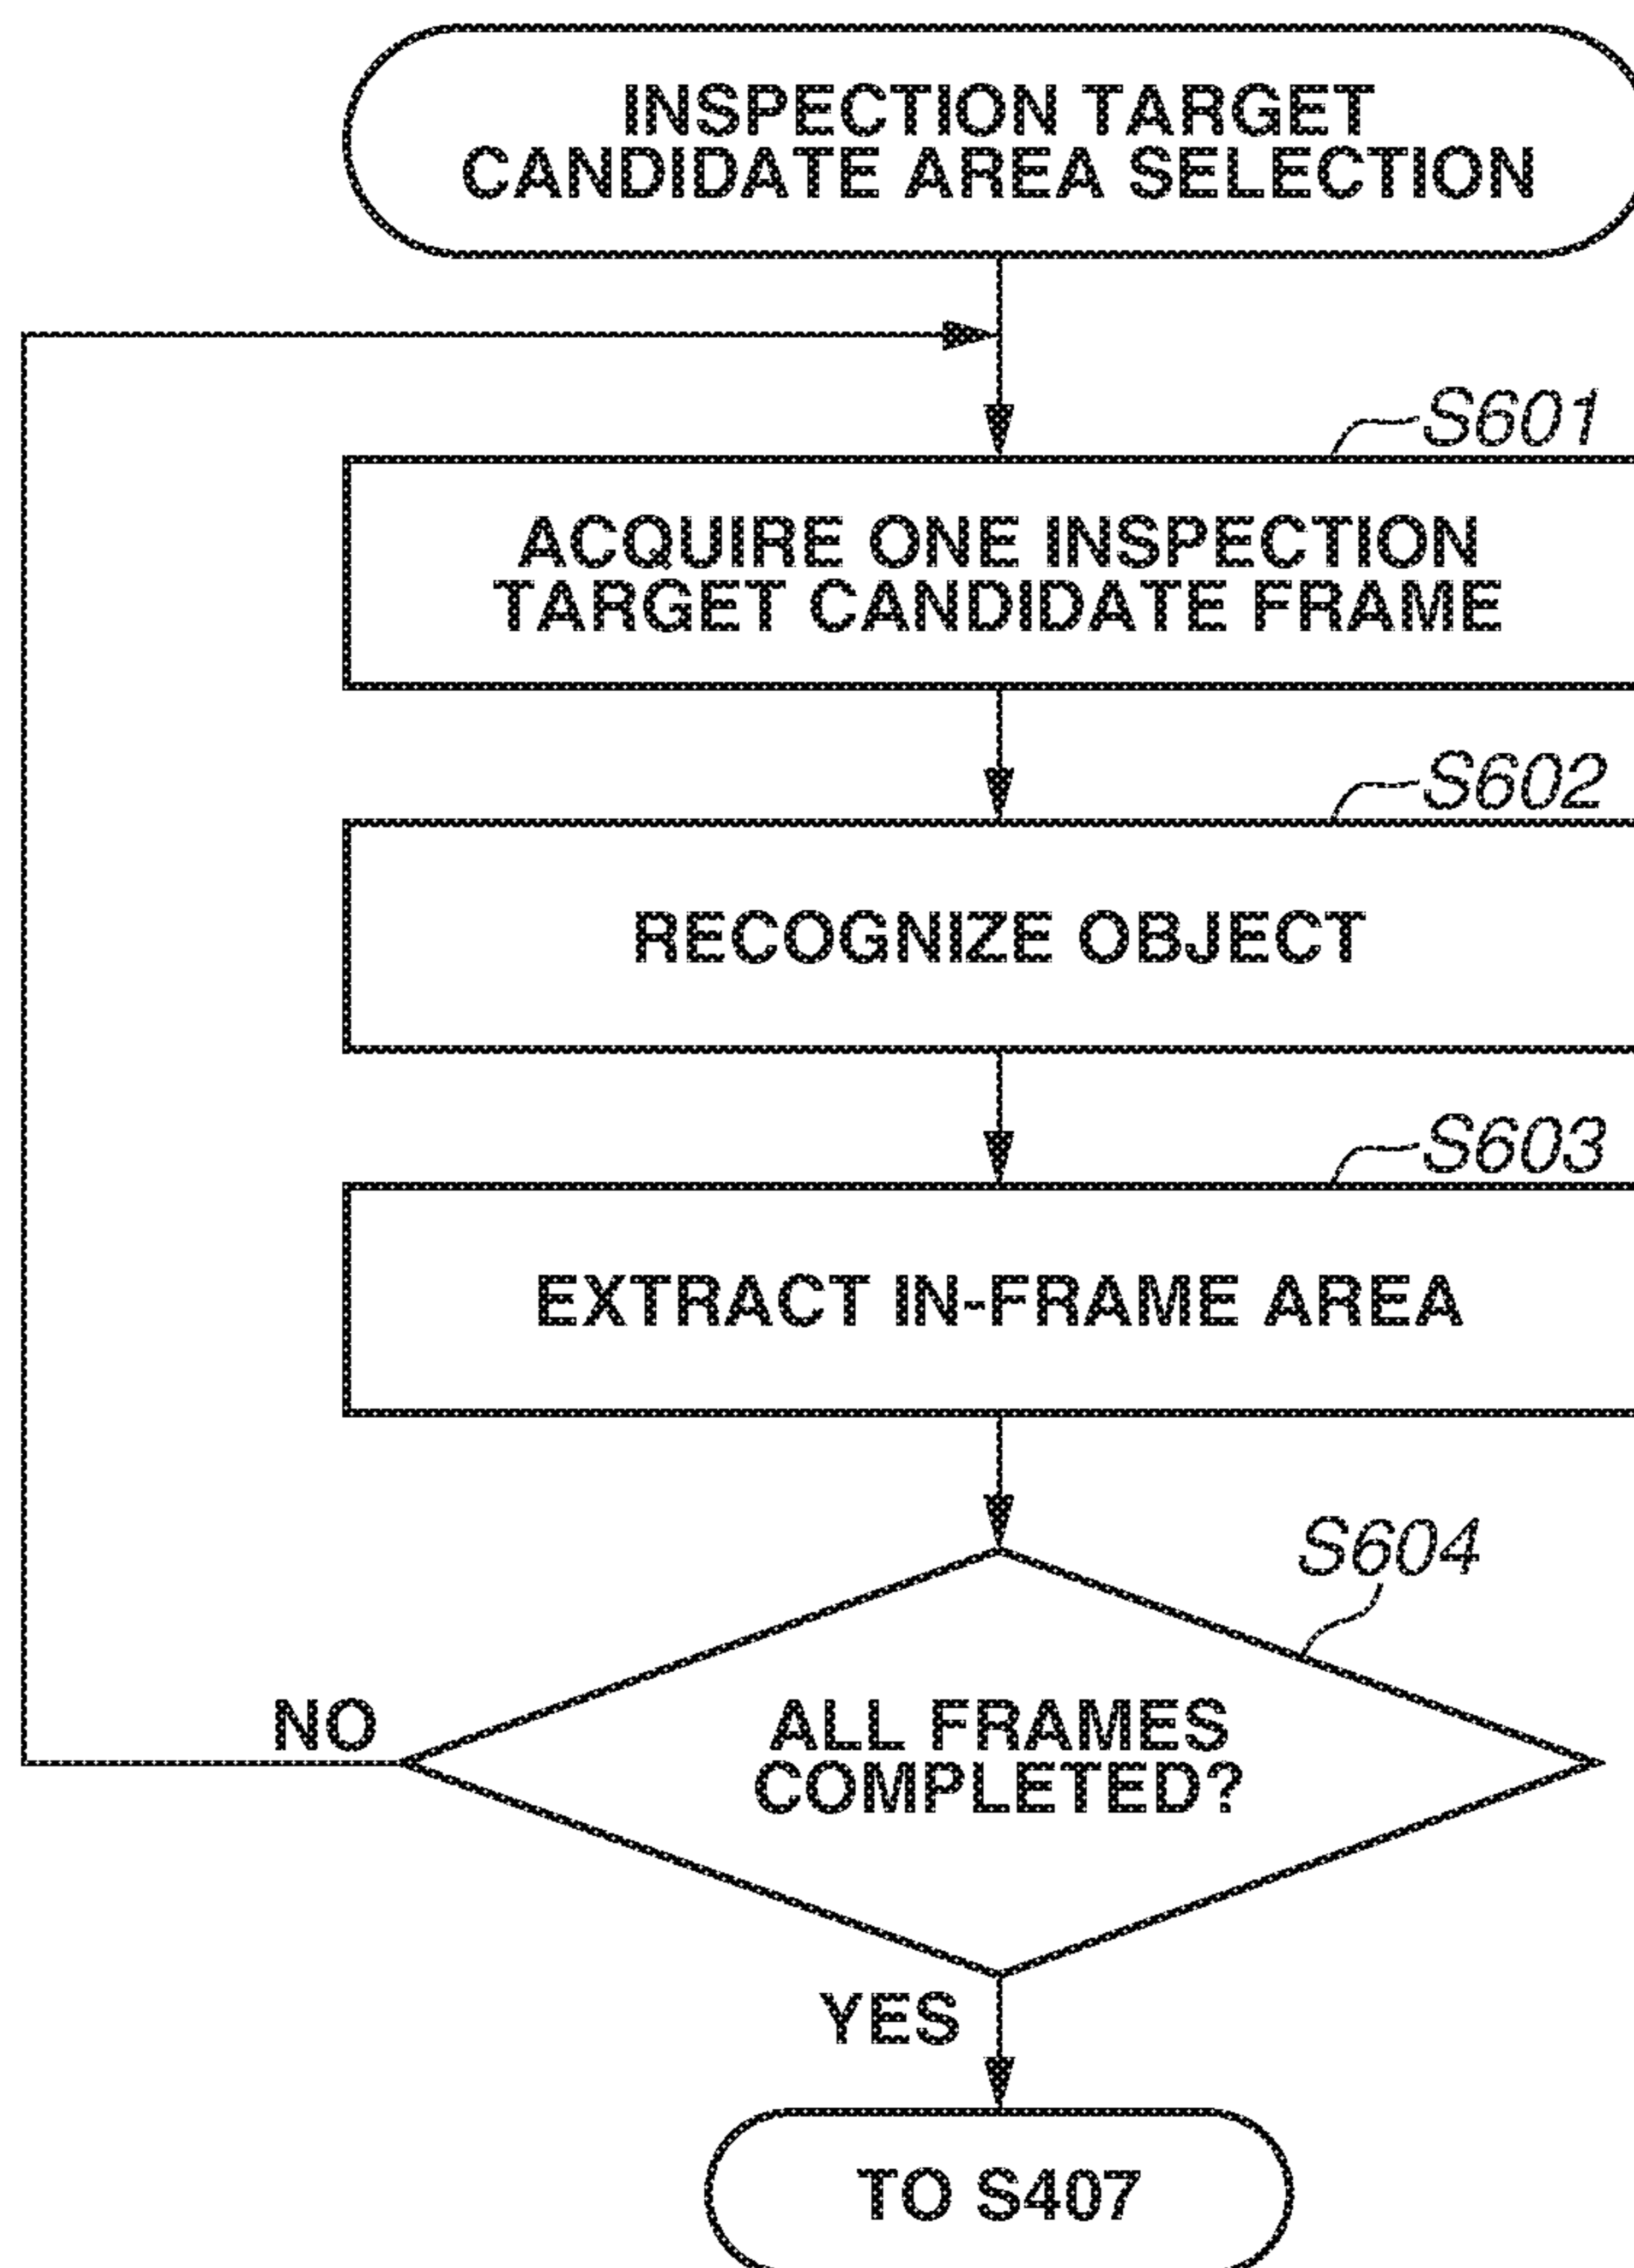 INSPECTION TARGET
CANDIDATE AREA SELECTION
S601
ACQUIRE ONE INSPECTION
TARGET CANDIDATE FRAME
S602
RECOGNIZE OBJECT
S603
EXTRACT IN-FRAME AREA
S604
NO
ALL FRAMES
COMPLETED?
YES
TO S407